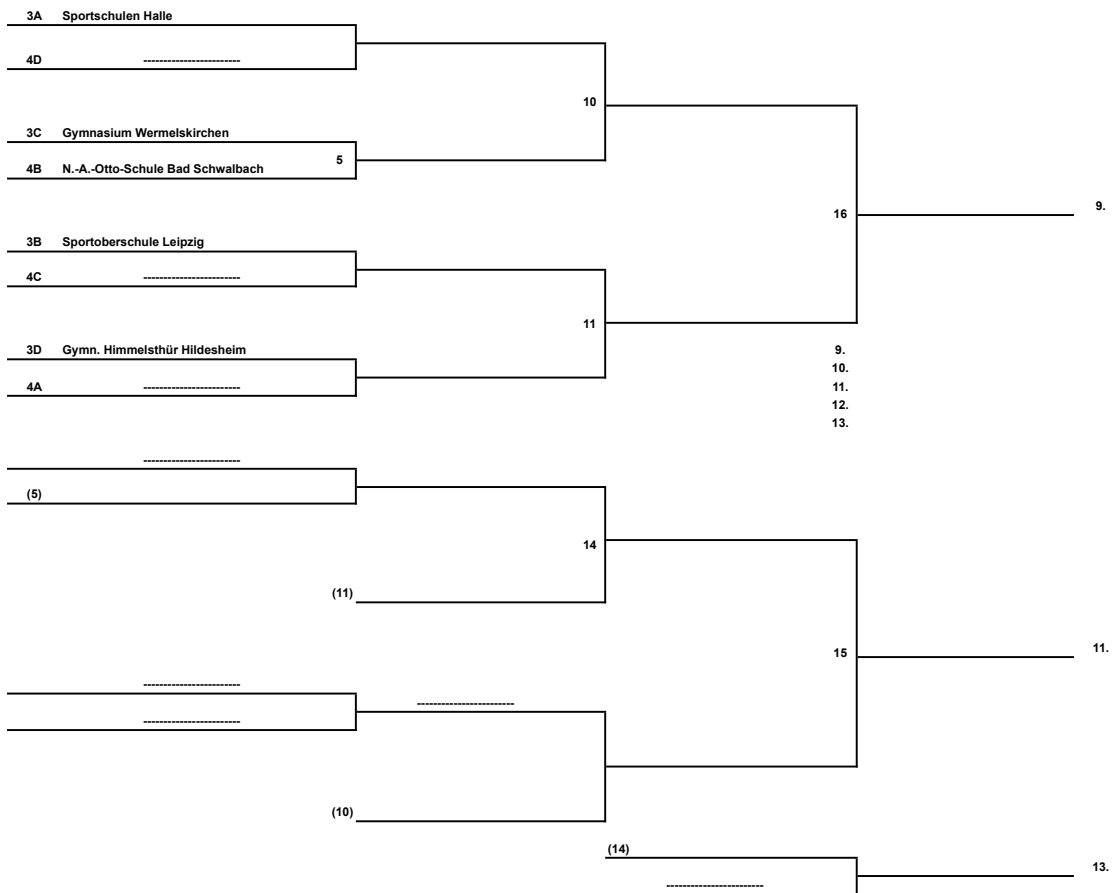 3A Sportschulen Halle
4D ------------------------
10
3C Gymnasium Wermelskirchen
5
4B N.-A.-Otto-Schule Bad Schwalbach
9.
16
3B Sportoberschule Leipzig
4C ------------------------
11
3D Gymn. Himmelsthür Hildesheim
9.
10.
4A ------------------------
11.
12.
13.
------------------------
(5)
14
(11)
11.
15
------------------------
------------------------
------------------------
(10)
(14)
13.
------------------------